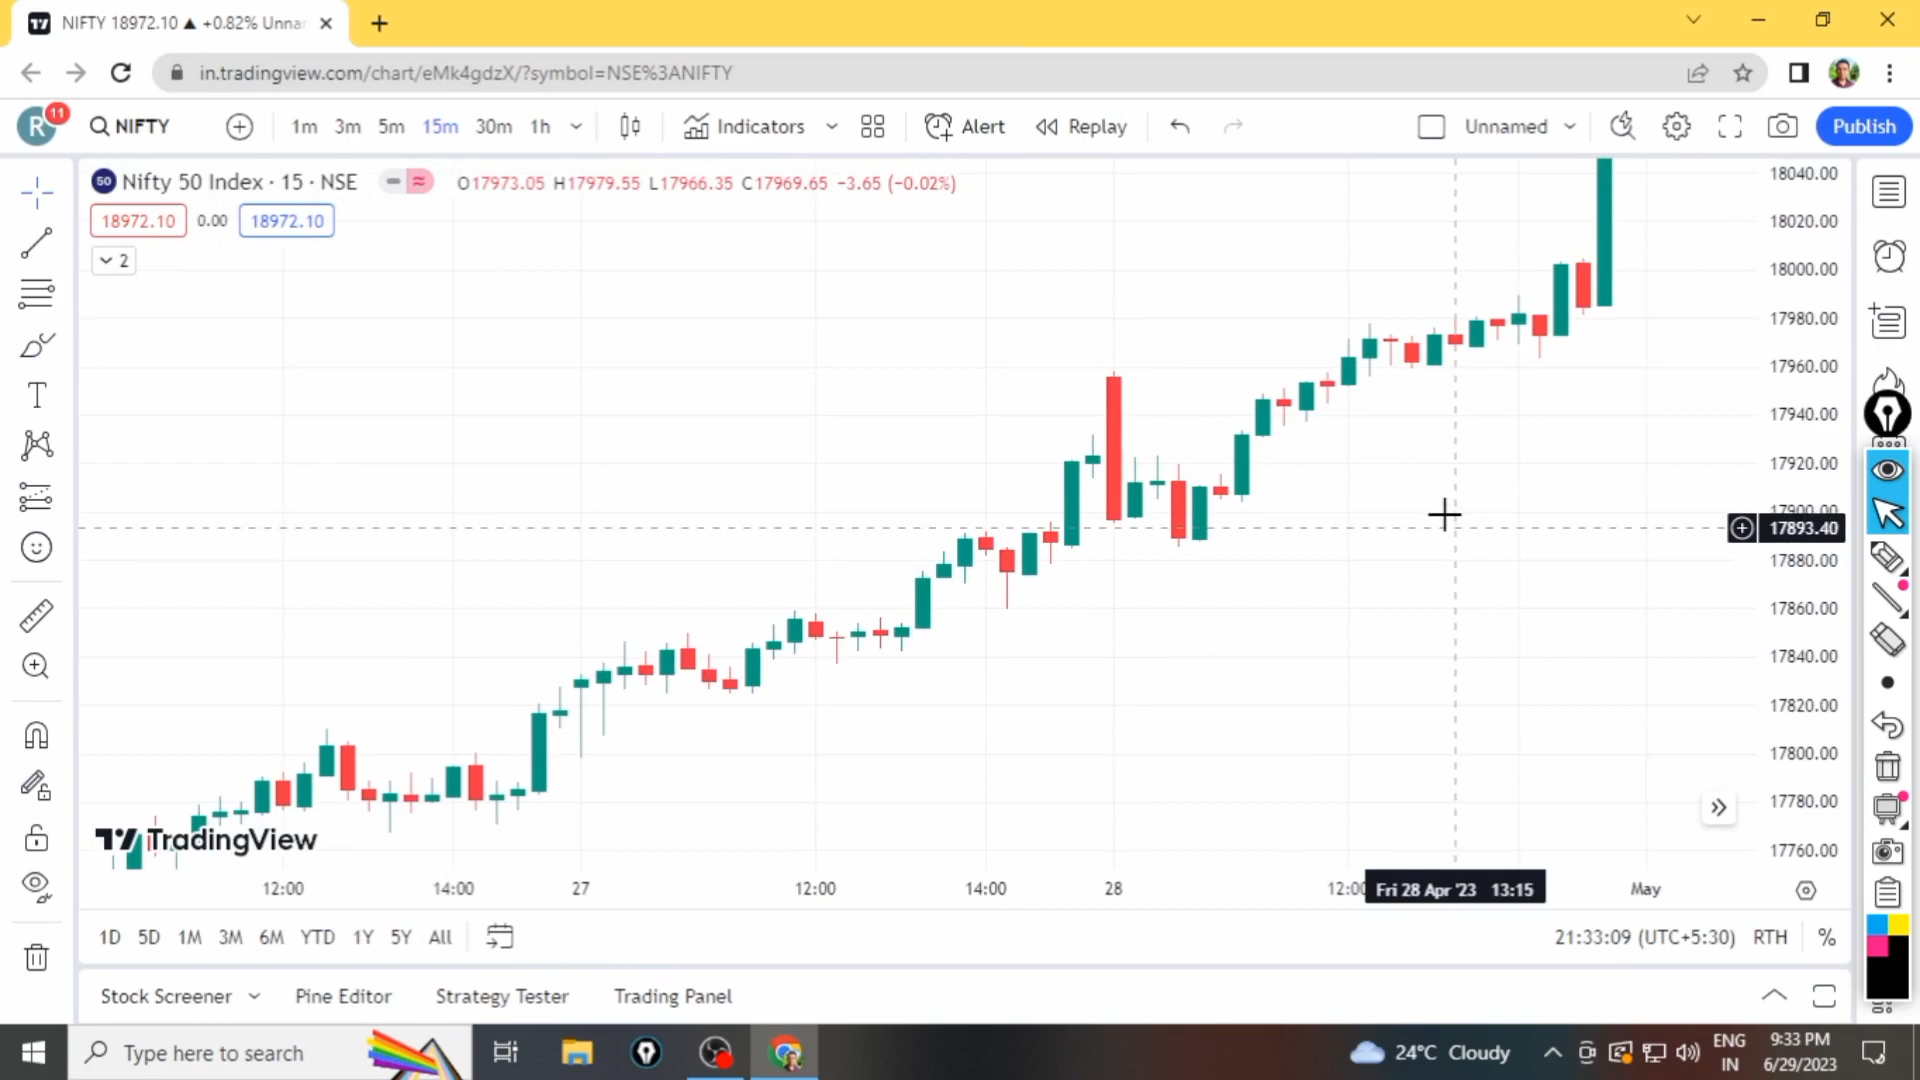 NIFTY 18972.10 ▲ +0.82% Unnar
in.tradingview.com/chart/eMk4gdzX/?symbol=NSE%3ANIFTY
R 11 NIFTY 1m 3m 5m 15m 30m 1h Indicators Alert Replay Unnamed Publish
50 Nifty 50 Index · 15 · NSE O17973.05 H17979.55 L17966.35 C17969.65 −3.65 (−0.02%)
18972.10 0.00 18972.10
2
18040.00
18020.00
18000.00
17980.00
17960.00
17940.00
17920.00
17900.00
17893.40
17880.00
17860.00
17840.00
17820.00
17800.00
17780.00
17760.00
TradingView
12:00 14:00 27 12:00 14:00 28 12:00 Fri 28 Apr '23 13:15 May
1D 5D 1M 3M 6M YTD 1Y 5Y All 21:33:09 (UTC+5:30) RTH %
Stock Screener Pine Editor Strategy Tester Trading Panel
Type here to search 24°C Cloudy ENG 9:33 PM
IN 6/29/2023